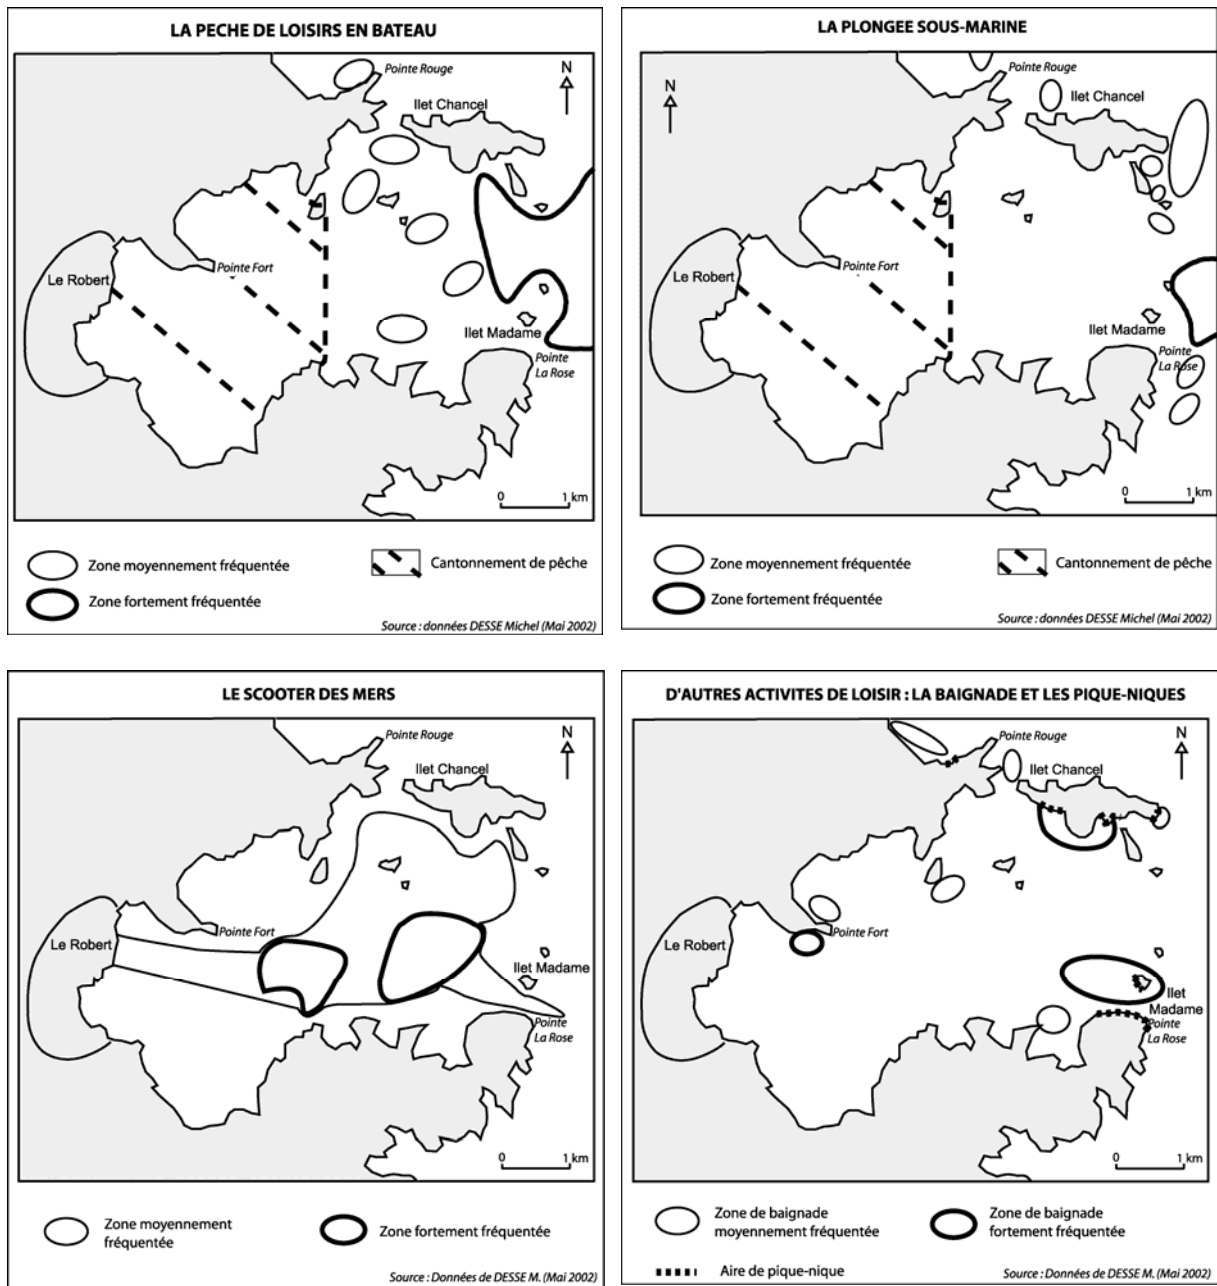 LA PECHE DE LOISIRS EN BATEAU
Pointe Rouge
N
Ilet Chancel
Pointe Fort
Le Robert
Ilet Madame
Pointe
La Rose
0 1 km
Zone moyennement fréquentée
Cantonnement de pêche
Zone fortement fréquentée
Source : données DESSE Michel (Mai 2002)
LA PLONGEE SOUS-MARINE
Pointe Rouge
N
Ilet Chancel
Pointe Fort
Le Robert
Ilet Madame
Pointe
La Rose
0 1 km
Zone moyennement fréquentée
Cantonnement de pêche
Zone fortement fréquentée
Source : données DESSE Michel (Mai 2002)
LE SCOOTER DES MERS
Pointe Rouge
N
Ilet Chancel
Pointe Fort
Le Robert
Ilet Madame
Pointe
La Rose
0 1 km
Zone moyennement
fréquentée
Zone fortement fréquentée
Source : Données de DESSE M. (Mai 2002)
D'AUTRES ACTIVITES DE LOISIR : LA BAIGNADE ET LES PIQUE-NIQUES
Pointe Rouge
N
Ilet Chancel
Pointe Fort
Le Robert
Ilet
Madame
Pointe
La Rose
0 1 km
Zone de baignade
moyennement fréquentée
Zone de baignade
fortement fréquentée
Aire de pique-nique
Source : Données de DESSE M. (Mai 2002)